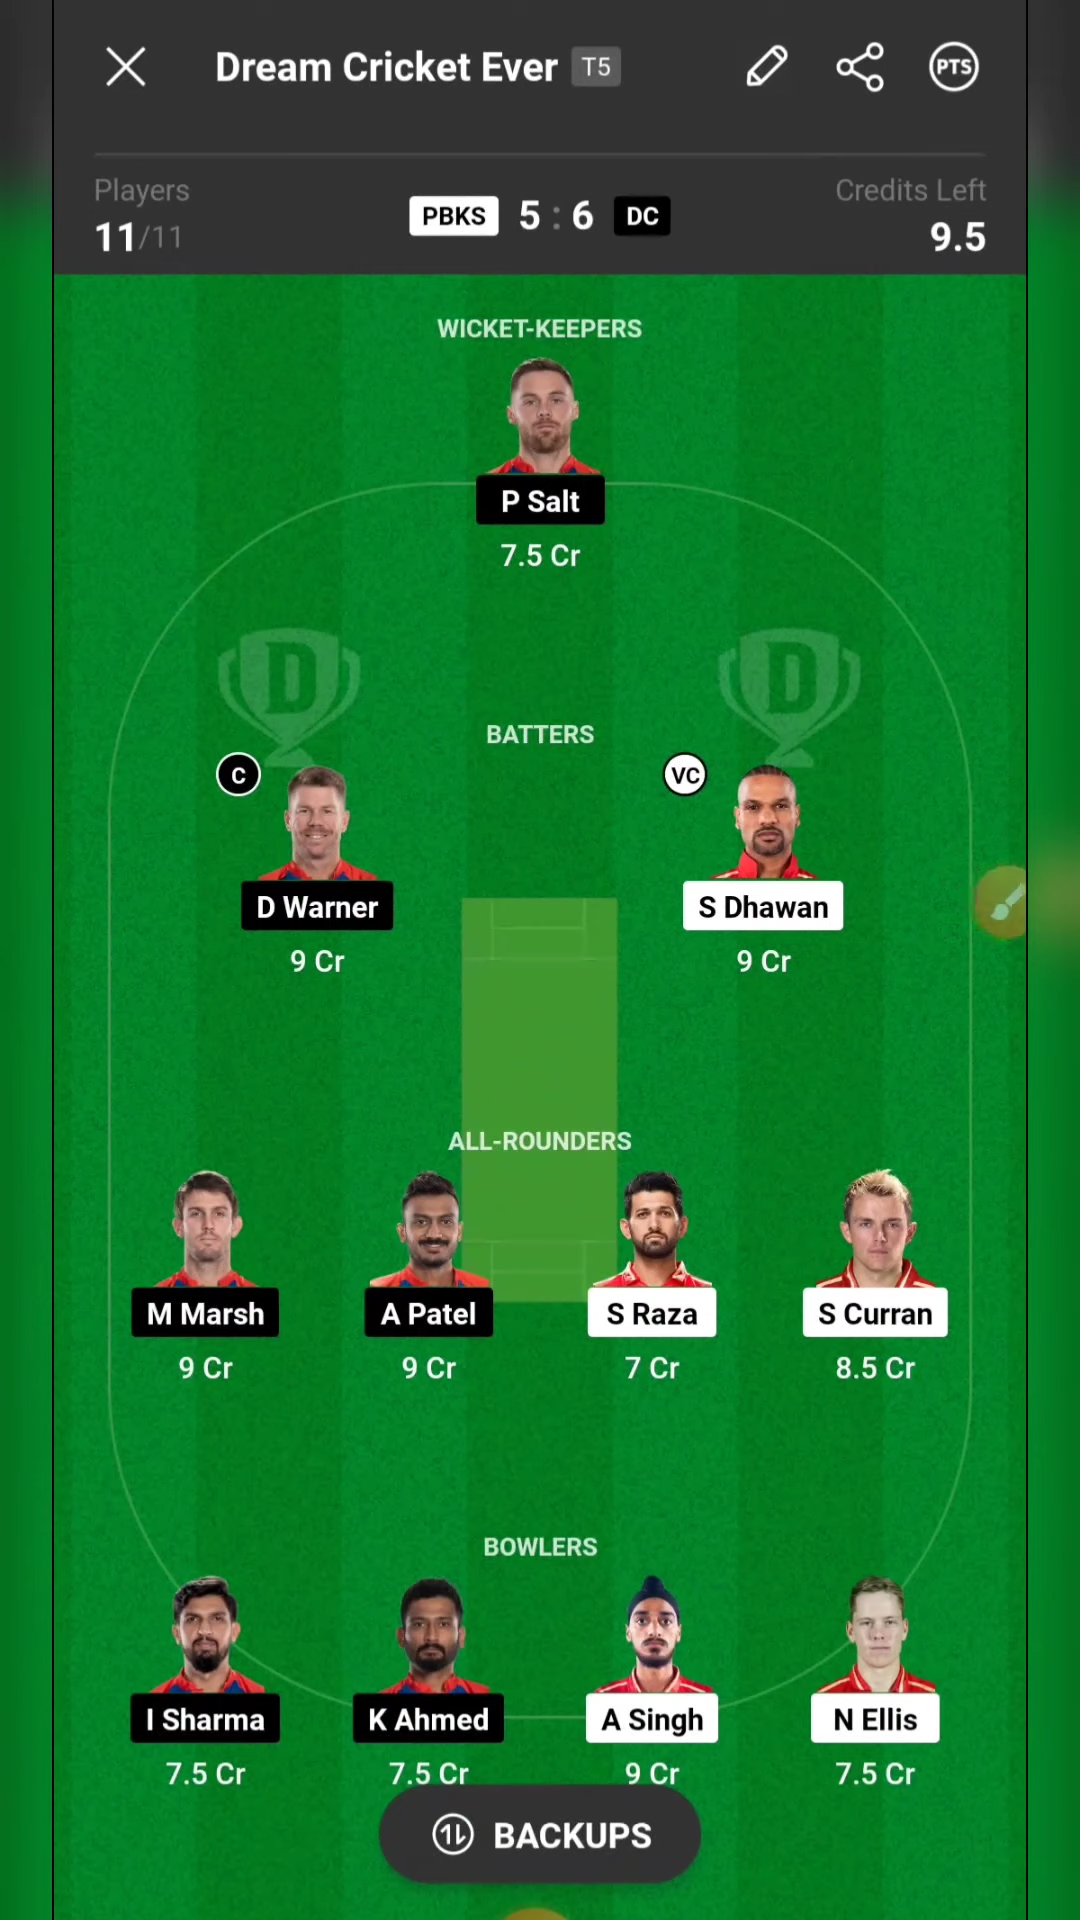 Dream Cricket Ever T5
PTS
Players
11/11
PBKS 5 : 6 DC
Credits Left
9.5
WICKET-KEEPERS
P Salt
7.5 Cr
D D
BATTERS
C VC
D Warner S Dhawan
9 Cr 9 Cr
ALL-ROUNDERS
M Marsh A Patel S Raza S Curran
9 Cr 9 Cr 7 Cr 8.5 Cr
BOWLERS
I Sharma K Ahmed A Singh N Ellis
7.5 Cr 7.5 Cr 9 Cr 7.5 Cr
BACKUPS